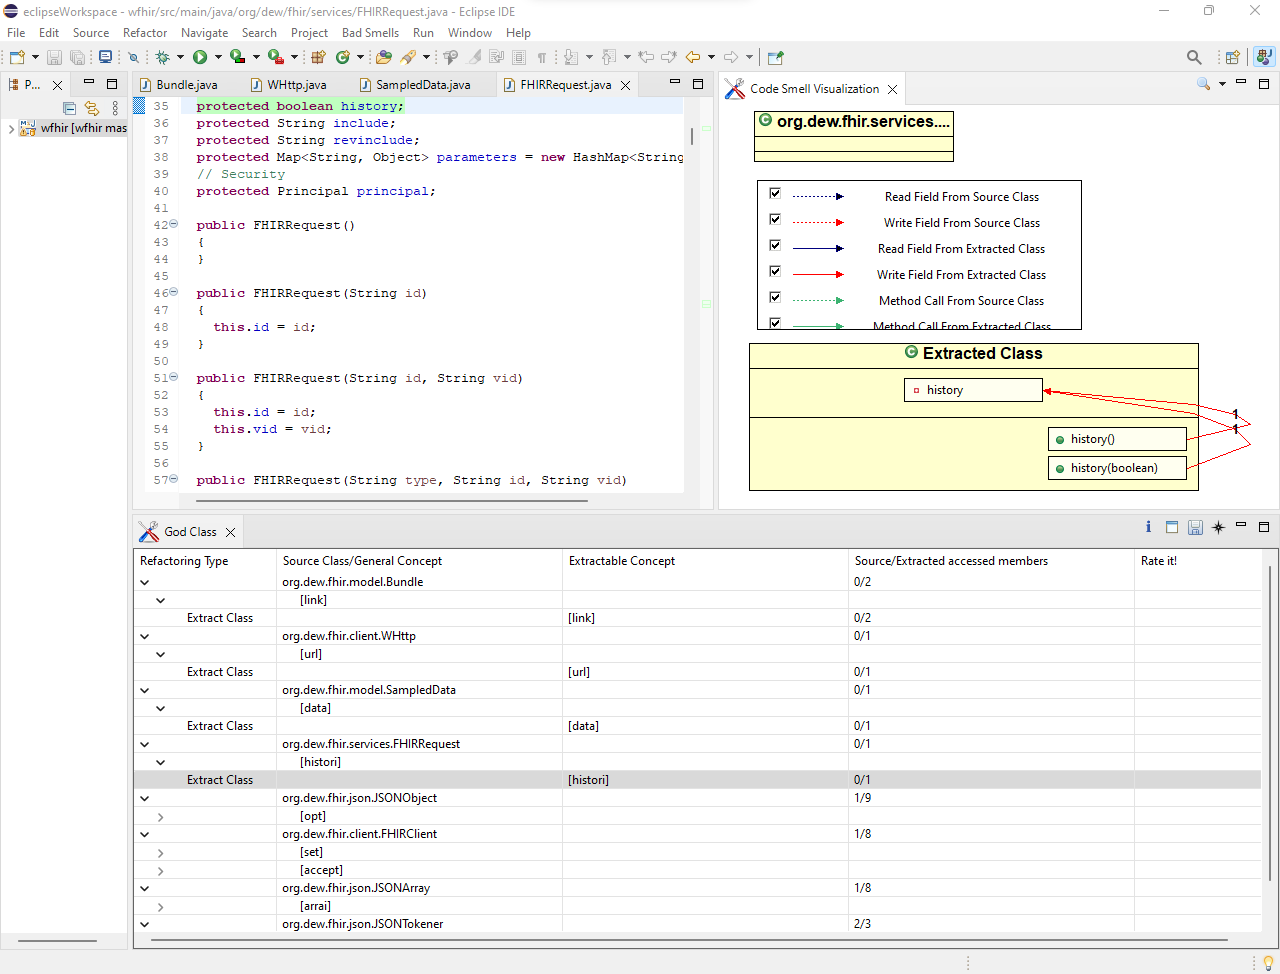 eclipseWorkspace - wfhir/src/main/java/org/dew/fhir/services/FHIRRequest.java - Eclipse IDE
File Edit Source Refactor Navigate Search Project Bad Smells Run Window Help
P...
wfhir [wfhir mas
Bundle.java WHttp.java SampledData.java FHIRRequest.java
35 protected boolean history;
36 protected String include;
37 protected String revinclude;
38 protected Map<String, Object> parameters = new HashMap<String
39 // Security
40 protected Principal principal;
41
42 public FHIRRequest()
43 {
44 }
45
46 public FHIRRequest(String id)
47 {
48 this.id = id;
49 }
50
51 public FHIRRequest(String id, String vid)
52 {
53 this.id = id;
54 this.vid = vid;
55 }
56
57 public FHIRRequest(String type, String id, String vid)
Code Smell Visualization
org.dew.fhir.services....
Read Field From Source Class
Write Field From Source Class
Read Field From Extracted Class
Write Field From Extracted Class
Method Call From Source Class
Method Call From Extracted Class
Extracted Class
history
1
1
history()
history(boolean)
God Class
Refactoring Type Source Class/General Concept Extractable Concept Source/Extracted accessed members Rate it!
org.dew.fhir.model.Bundle 0/2
[link]
Extract Class [link] 0/2
org.dew.fhir.client.WHttp 0/1
[url]
Extract Class [url] 0/1
org.dew.fhir.model.SampledData 0/1
[data]
Extract Class [data] 0/1
org.dew.fhir.services.FHIRRequest 0/1
[histori]
Extract Class [histori] 0/1
org.dew.fhir.json.JSONObject 1/9
[opt]
org.dew.fhir.client.FHIRClient 1/8
[set]
[accept]
org.dew.fhir.json.JSONArray 1/8
[arrai]
org.dew.fhir.json.JSONTokener 2/3